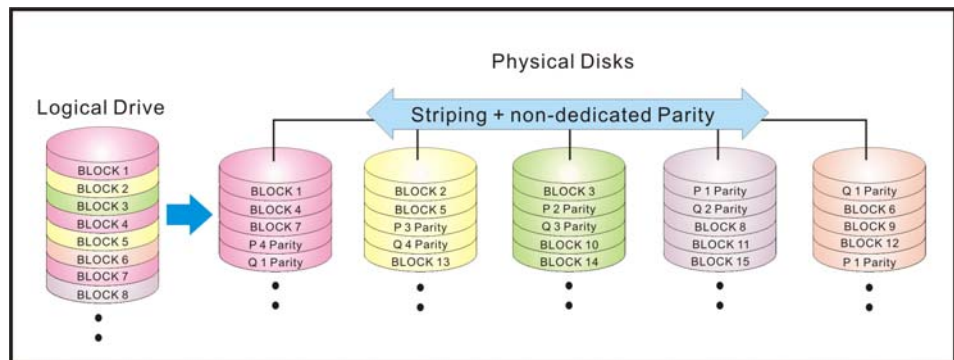 Physical Disks
Logical Drive
Striping + non-dedicated Parity
BLOCK 1
BLOCK 2
BLOCK 3
BLOCK 4
BLOCK 5
BLOCK 6
BLOCK 7
BLOCK 8
BLOCK 1
BLOCK 4
BLOCK 7
P 4 Parity
Q 1 Parity
BLOCK 2
BLOCK 5
P 3 Parity
Q 4 Parity
BLOCK 13
BLOCK 3
P 2 Parity
Q 3 Parity
BLOCK 10
BLOCK 14
P 1 Parity
Q 2 Parity
BLOCK 8
BLOCK 11
BLOCK 15
Q 1 Parity
BLOCK 6
BLOCK 9
BLOCK 12
P 1 Parity